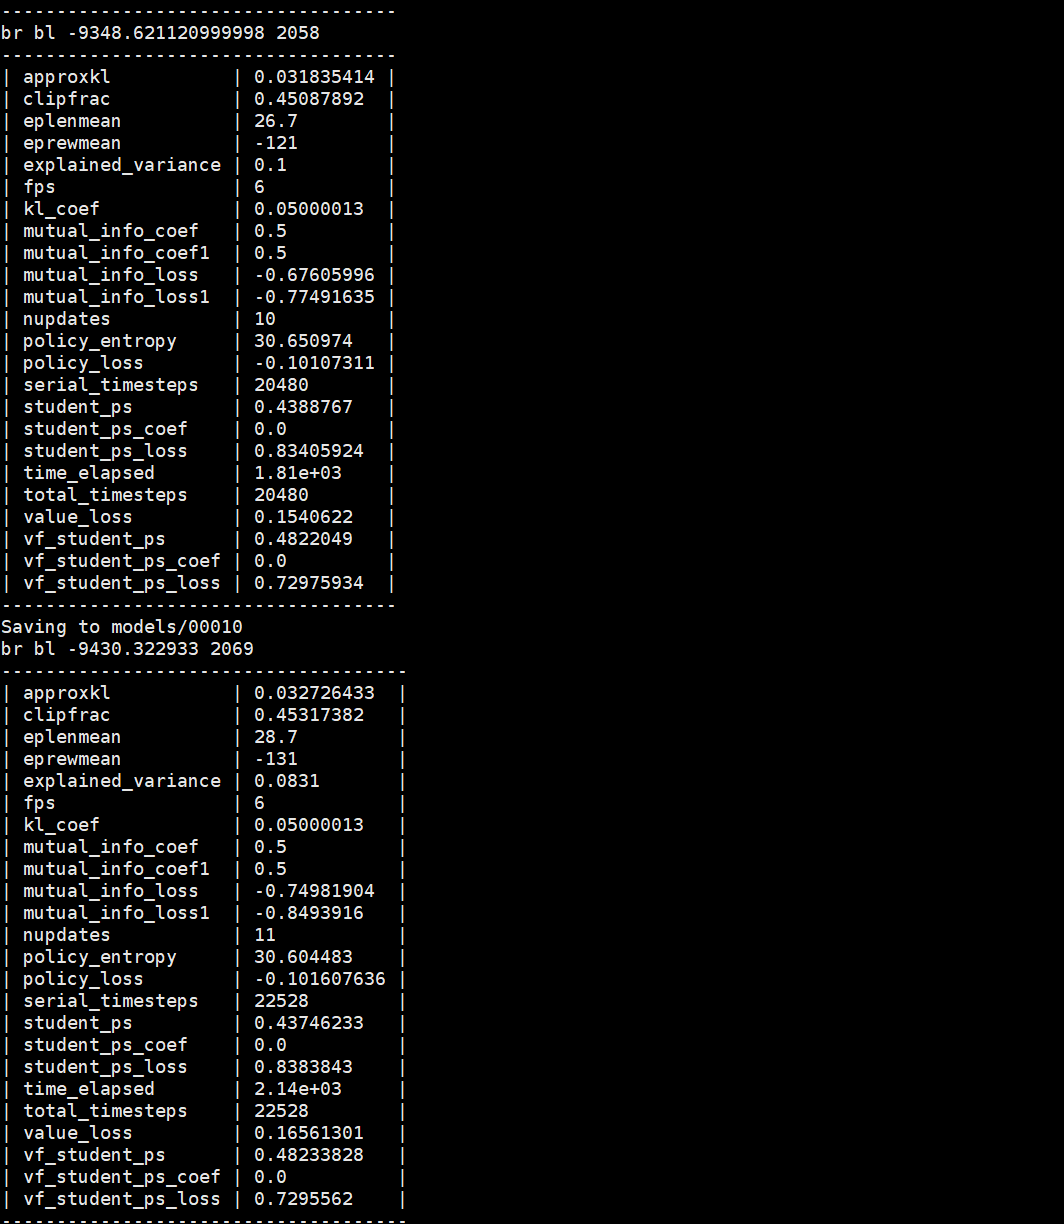 ------------------------------------
br bl -9348.621120999998 2058
------------------------------------
| approxkl           | 0.031835414 |
| clipfrac           | 0.45087892  |
| eplenmean          | 26.7        |
| eprewmean          | -121        |
| explained_variance | 0.1         |
| fps                | 6           |
| kl_coef            | 0.05000013  |
| mutual_info_coef   | 0.5         |
| mutual_info_coef1  | 0.5         |
| mutual_info_loss   | -0.67605996 |
| mutual_info_loss1  | -0.77491635 |
| nupdates           | 10          |
| policy_entropy     | 30.650974   |
| policy_loss        | -0.10107311 |
| serial_timesteps   | 20480       |
| student_ps         | 0.4388767   |
| student_ps_coef    | 0.0         |
| student_ps_loss    | 0.83405924  |
| time_elapsed       | 1.81e+03    |
| total_timesteps    | 20480       |
| value_loss         | 0.1540622   |
| vf_student_ps      | 0.4822049   |
| vf_student_ps_coef | 0.0         |
| vf_student_ps_loss | 0.72975934  |
------------------------------------
Saving to models/00010
br bl -9430.322933 2069
-------------------------------------
| approxkl           | 0.032726433  |
| clipfrac           | 0.45317382   |
| eplenmean          | 28.7         |
| eprewmean          | -131         |
| explained_variance | 0.0831       |
| fps                | 6            |
| kl_coef            | 0.05000013   |
| mutual_info_coef   | 0.5          |
| mutual_info_coef1  | 0.5          |
| mutual_info_loss   | -0.74981904  |
| mutual_info_loss1  | -0.8493916   |
| nupdates           | 11           |
| policy_entropy     | 30.604483    |
| policy_loss        | -0.101607636 |
| serial_timesteps   | 22528        |
| student_ps         | 0.43746233   |
| student_ps_coef    | 0.0          |
| student_ps_loss    | 0.8383843    |
| time_elapsed       | 2.14e+03     |
| total_timesteps    | 22528        |
| value_loss         | 0.16561301   |
| vf_student_ps      | 0.48233828   |
| vf_student_ps_coef | 0.0          |
| vf_student_ps_loss | 0.7295562    |
-------------------------------------